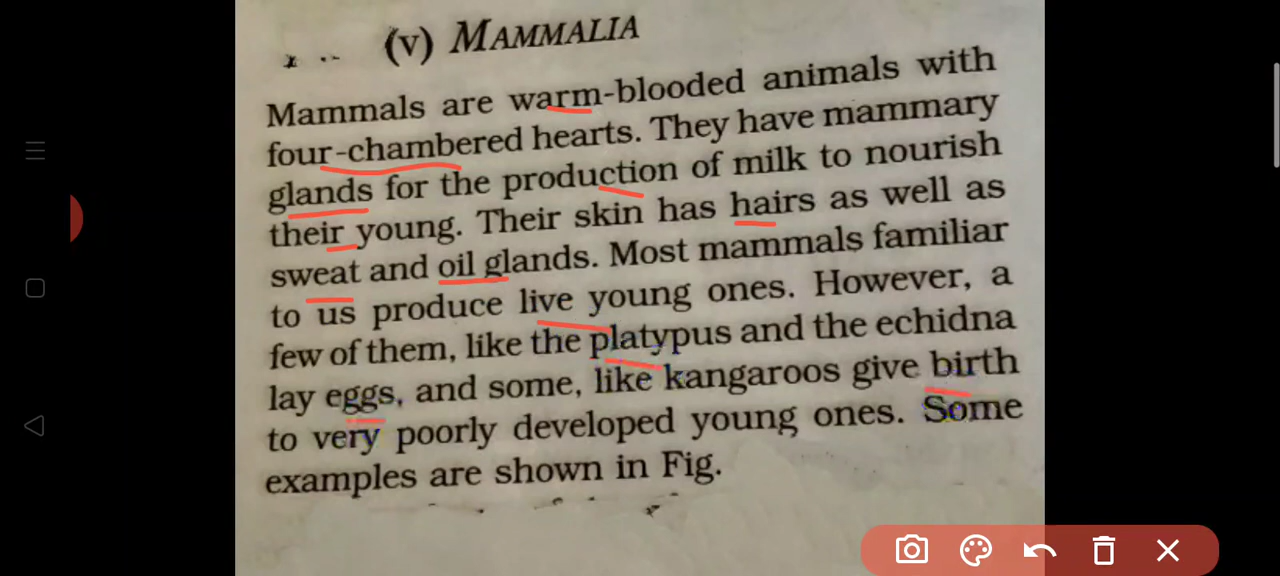 (v) MAMMALIA
Mammals are warm-blooded animals with
four-chambered hearts. They have mammary
glands for the production of milk to nourish
their young. Their skin has hairs as well as
sweat and oil glands. Most mammals familiar
to us produce live young ones. However, a
few of them, like the platypus and the echidna
lay eggs, and some, like kangaroos give birth
to very poorly developed young ones. Some
examples are shown in Fig.